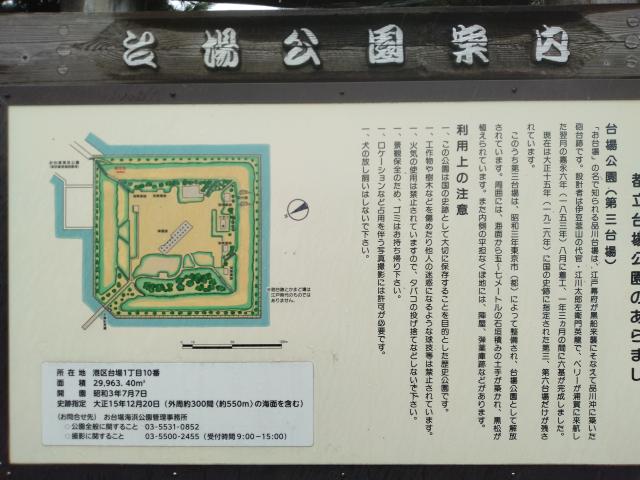 台場公園案内
都立台場公園のあらまし
台場公園(第三台場)
「お台場」の名で知られる品川台場は、江戸幕府が黒船来襲にそなえて品川沖に築いた
砲台跡です。設計者は伊豆韮山の代官・江川太郎左衛門英龍で、ペリーが浦賀に来航し
た翌月の嘉永六年(一八五三年)八月に着工、一年三ヵ月の間に六基が完成しました。
現在は大正十五年(一九二六年)に国の史跡に指定された第三、第六台場だけが残さ
れています。
このうち第三台場は、昭和三年東京市(都)によって整備され、台場公園として解放
されています。周囲には、海面から五〜七メートルの石垣積みの土手が築かれ、黒松が
植えられています。また内側の平坦なくぼ地には、陣屋、弾薬庫跡などがあります。
利用上の注意
一、この公園は国の史跡として大切に保存することを目的とした歴史公園です。
一、工作物や樹木などを傷めたり他人の迷惑になるような球技等は禁止されています。
一、火気の使用は禁止されていますので、タバコの投げ捨てなどしないで下さい。
一、景観保全のため、ゴミはお持ち帰り下さい。
一、ロケーションなど占用を伴う写真撮影には許可が必要です。
一、犬の放し飼いはしないで下さい。
お台場海浜公園
※砲台跡とかまど場は
江戸時代のものでは
ありません。
所在地 港区台場1丁目10番
面積 29,963.40㎡
開園 昭和3年7月7日
史跡指定 大正15年12月20日(外周約300間(約550m)の海面を含む)
(お問合せ先) お台場海浜公園管理事務所
○公園全般に関すること 03-5531-0852
○撮影に関すること 03-5500-2455(受付時間9:00~15:00)